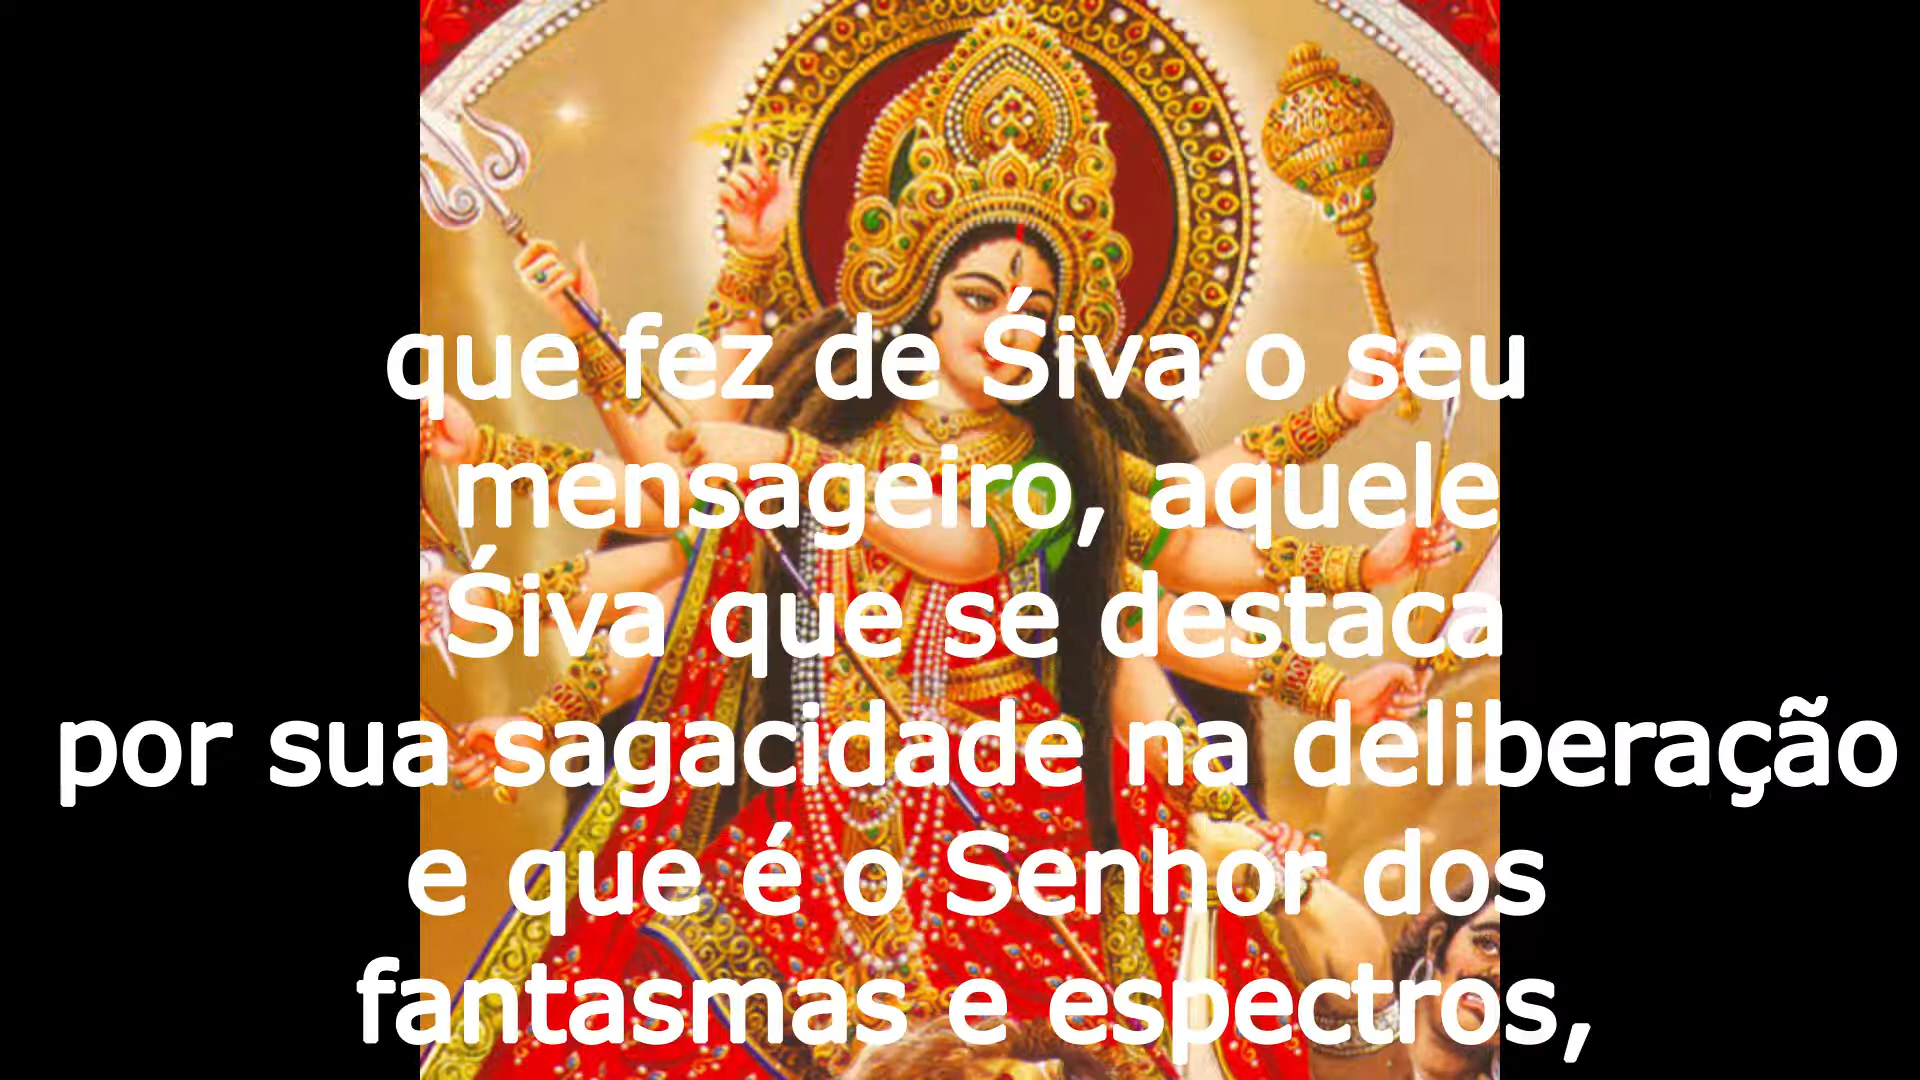 que fez de Śiva o seu
mensageiro, aquele
Śiva que se destaca
por sua sagacidade na deliberação
e que é o Senhor dos
fantasmas e espectros,